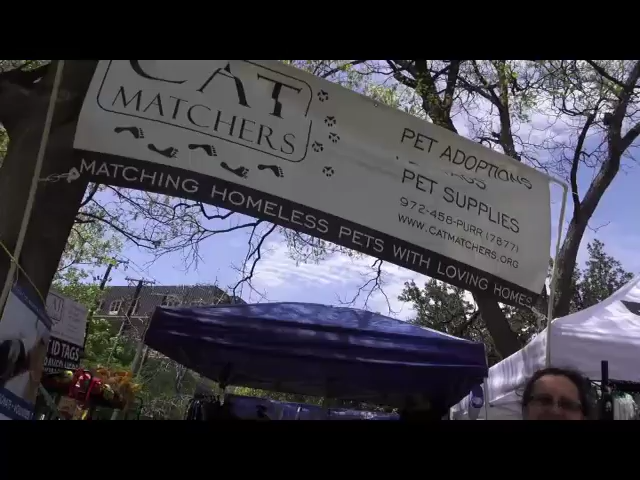 CAT
MATCHERS
MATCHING HOMELESS PETS WITH LOVING HOMES
PET ADOPTIONS
PET SUPPLIES
972-458-PURR (7877)
WWW.CATMATCHERS.ORG
ID TAGS